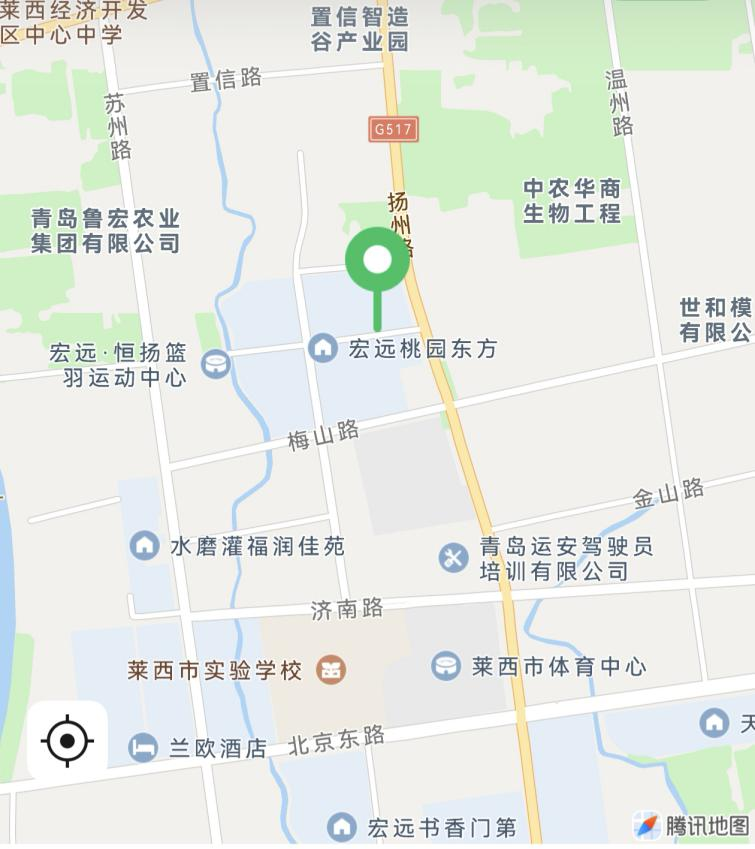 莱西经济开发
区中心中学
置信智造
谷产业园
置信路
苏州路
温州路
G517
扬州路
中农华商
生物工程
青岛鲁宏农业
集团有限公司
世和模
有限公
宏远·恒扬篮
羽运动中心
宏远桃园东方
梅山路
金山路
水磨灌福润佳苑
青岛运安驾驶员
培训有限公司
济南路
莱西市实验学校
莱西市体育中心
兰欧酒店
北京东路
天
宏远书香门第
腾讯地图